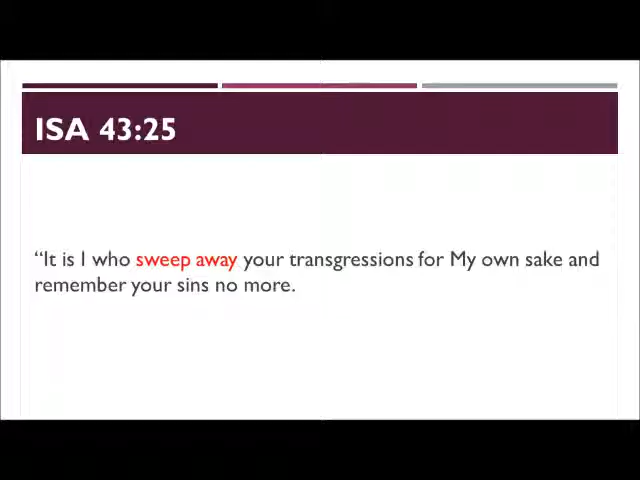 ISA 43:25
“It is I who sweep away your transgressions for My own sake and
remember your sins no more.